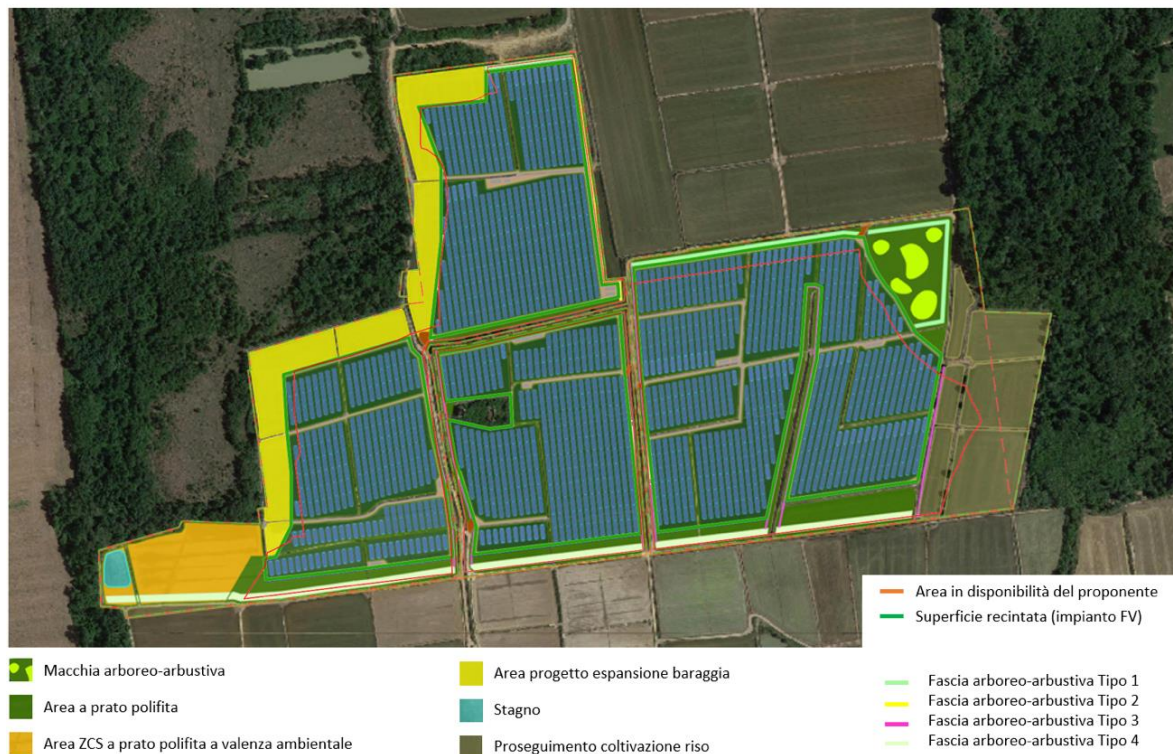 Area in disponibilità del proponente
Superficie recintata (impianto FV)
Macchia arboreo-arbustiva
Area a prato polifita
Area ZCS a prato polifita a valenza ambientale
Area progetto espansione baraggia
Stagno
Proseguimento coltivazione riso
Fascia arboreo-arbustiva Tipo 1
Fascia arboreo-arbustiva Tipo 2
Fascia arboreo-arbustiva Tipo 3
Fascia arboreo-arbustiva Tipo 4